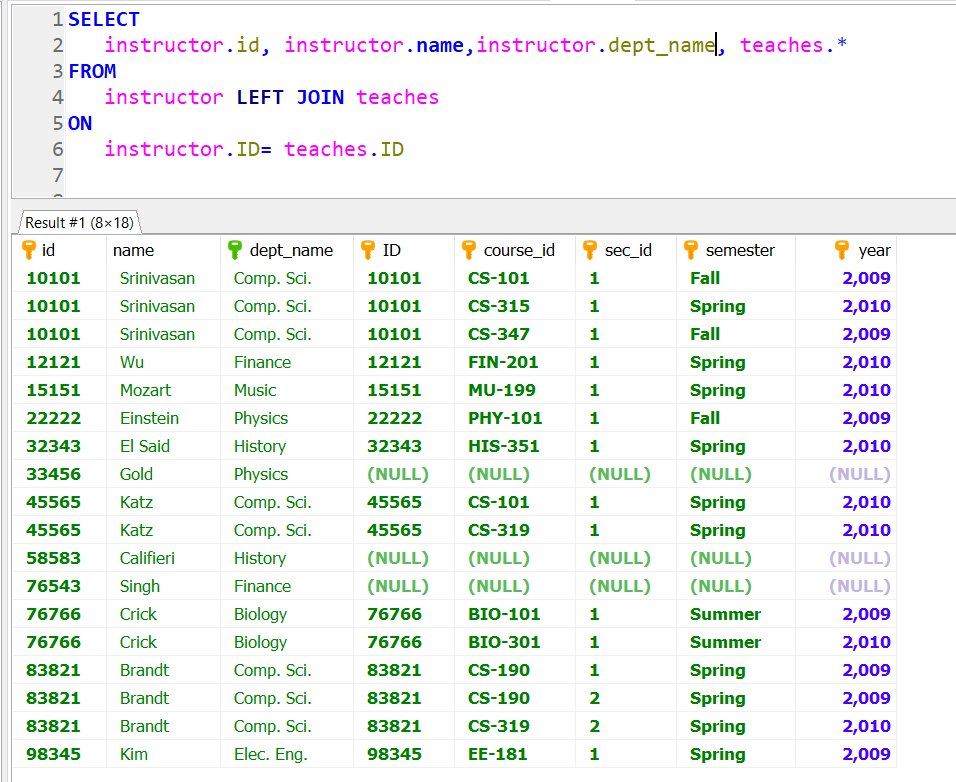 1 SELECT
2 instructor.id, instructor.name,instructor.dept_name, teaches.*
3 FROM
4 instructor LEFT JOIN teaches
5 ON
6 instructor.ID= teaches.ID
7
Result #1 (8×18)
id name dept_name ID course_id sec_id semester year
10101 Srinivasan Comp. Sci. 10101 CS-101 1 Fall 2,009
10101 Srinivasan Comp. Sci. 10101 CS-315 1 Spring 2,010
10101 Srinivasan Comp. Sci. 10101 CS-347 1 Fall 2,009
12121 Wu Finance 12121 FIN-201 1 Spring 2,010
15151 Mozart Music 15151 MU-199 1 Spring 2,010
22222 Einstein Physics 22222 PHY-101 1 Fall 2,009
32343 El Said History 32343 HIS-351 1 Spring 2,010
33456 Gold Physics (NULL) (NULL) (NULL) (NULL) (NULL)
45565 Katz Comp. Sci. 45565 CS-101 1 Spring 2,010
45565 Katz Comp. Sci. 45565 CS-319 1 Spring 2,010
58583 Califieri History (NULL) (NULL) (NULL) (NULL) (NULL)
76543 Singh Finance (NULL) (NULL) (NULL) (NULL) (NULL)
76766 Crick Biology 76766 BIO-101 1 Summer 2,009
76766 Crick Biology 76766 BIO-301 1 Summer 2,010
83821 Brandt Comp. Sci. 83821 CS-190 1 Spring 2,009
83821 Brandt Comp. Sci. 83821 CS-190 2 Spring 2,009
83821 Brandt Comp. Sci. 83821 CS-319 2 Spring 2,010
98345 Kim Elec. Eng. 98345 EE-181 1 Spring 2,009